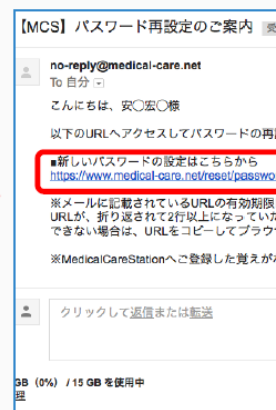 【MCS】パスワード再設定のご案内
no-reply@medical-care.net
To 自分
こんにちは、安○宏○様
以下のURLへアクセスしてパスワードの再
■新しいパスワードの設定はこちらから
https://www.medical-care.net/reset/passwo
※メールに記載されているURLの有効期限
URLが、折り返されて2行以上になってい
できない場合は、URLをコピーしてブラウ
※MedicalCareStationへご登録した覚えが
クリックして返信または転送
GB (0%) / 15 GB を使用中
理